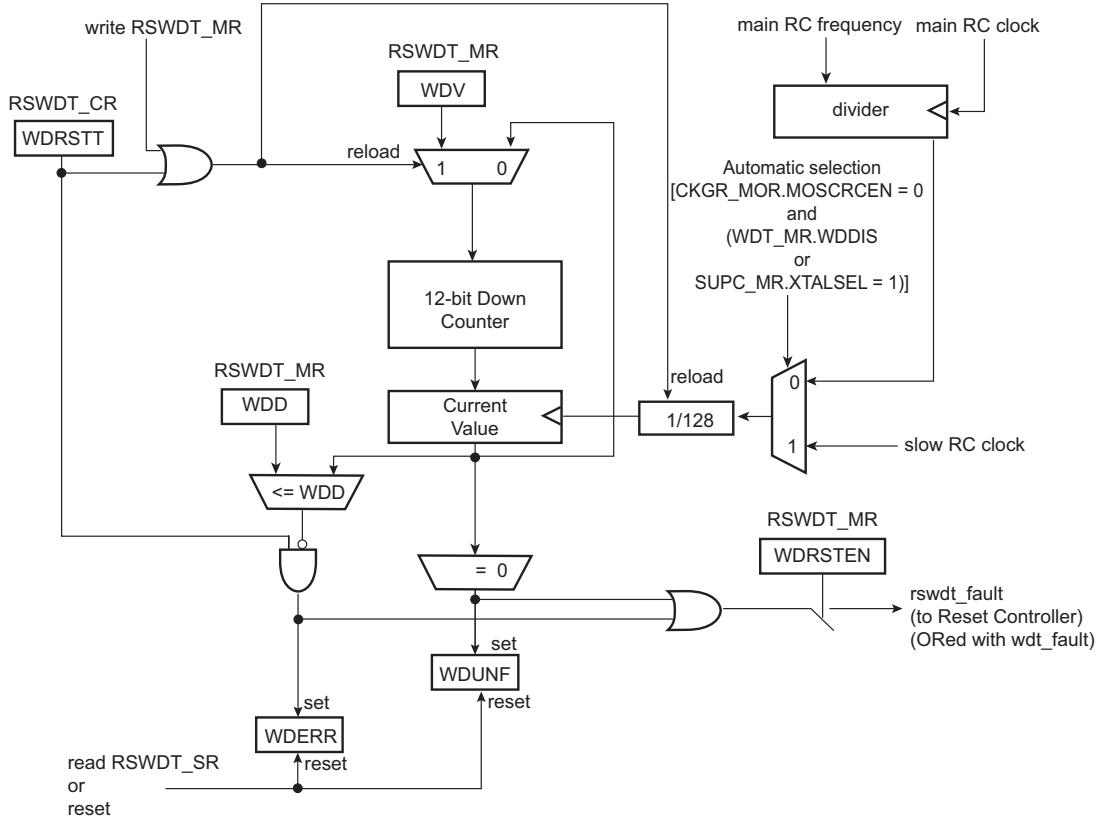 write RSWDT_MR
main RC frequency
main RC clock
RSWDT_MR
WDV
divider
RSWDT_CR
WDRSTT
reload
1
0
Automatic selection
[CKGR_MOR.MOSCRCEN = 0
and
(WDT_MR.WDDIS
or
SUPC_MR.XTALSEL = 1)]
12-bit Down
Counter
RSWDT_MR
WDD
Current
Value
reload
1/128
0
1
slow RC clock
<= WDD
RSWDT_MR
WDRSTEN
= 0
rswdt_fault
(to Reset Controller)
(ORed with wdt_fault)
set
WDUNF
reset
set
WDERR
reset
read RSWDT_SR
or
reset